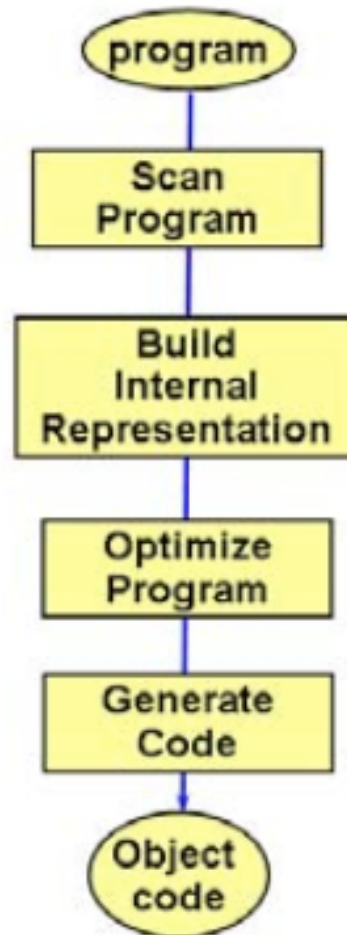 program
Scan
Program
Build
Internal
Representation
Optimize
Program
Generate
Code
Object
code